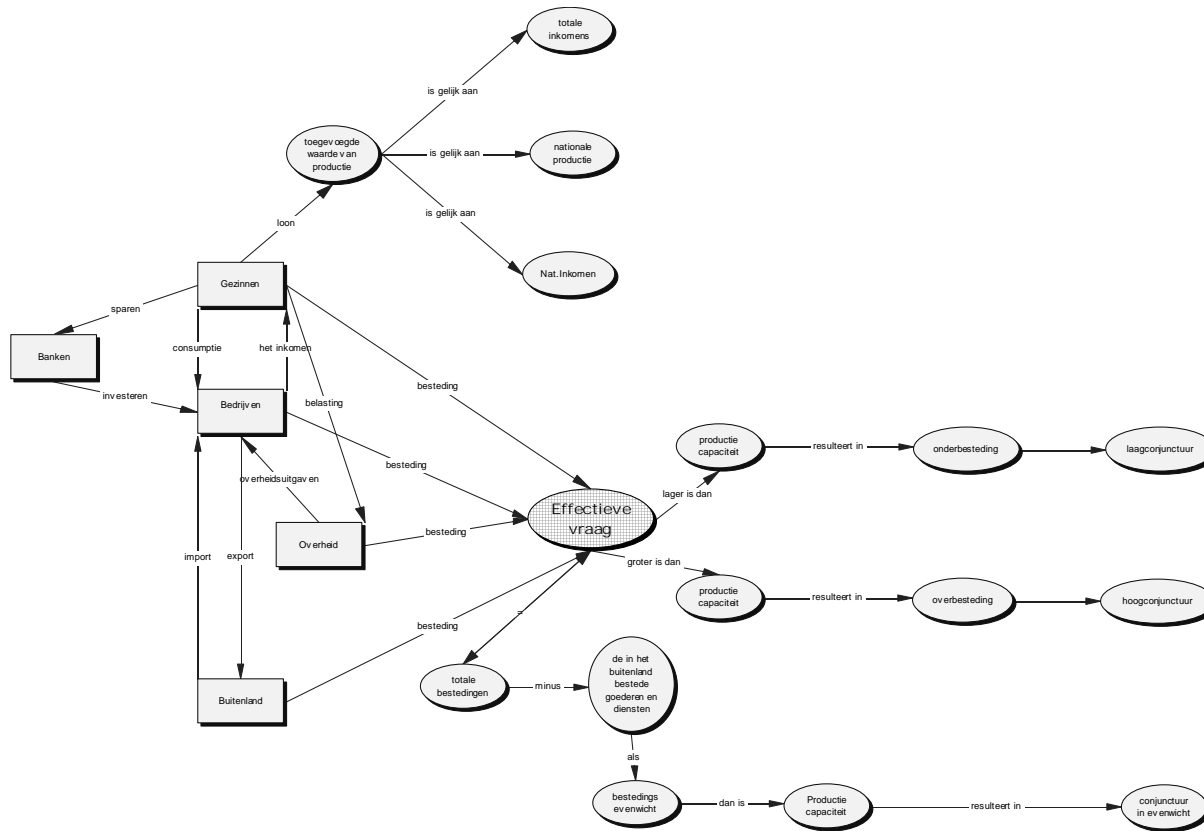 totale
inkomens
is gelijk aan
toegevoegde
waarde van
productie
is gelijk aan
nationale
productie
is gelijk aan
loon
Gezinnen
Nat.Inkomen
sparen
Banken
consumptie
het inkomen
investeren
Bedrijven
belasting
besteding
besteding
productie
capaciteit
resulteert in
onderbesteding
laagconjunctuur
overheidsuitgaven
lager is dan
Effectieve
vraag
Overheid
besteding
import
export
groter is dan
productie
capaciteit
resulteert in
overbesteding
hoogconjunctuur
=
besteding
de in het
buitenland
bestede
goederen en
diensten
totale
bestedingen
minus
Buitenland
als
bestedings
evenwicht
dan is
Productie
capaciteit
resulteert in
conjunctuur
in evenwicht